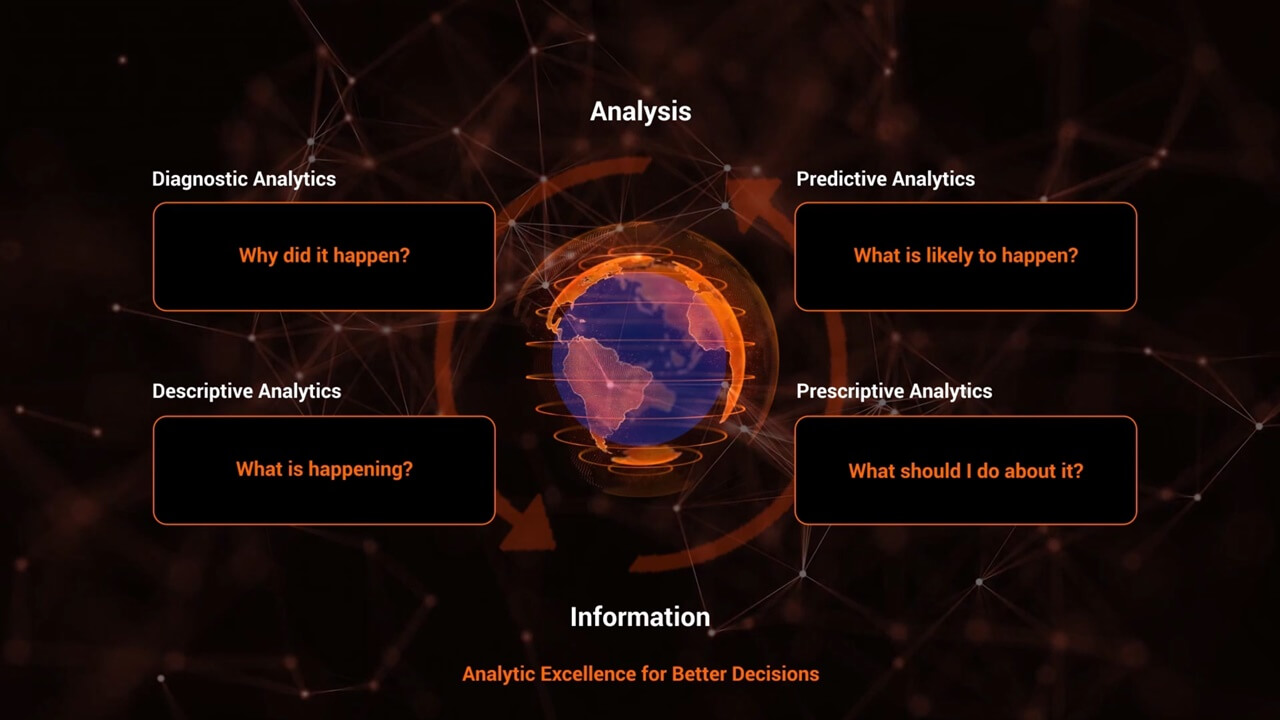 Analysis
Diagnostic Analytics
Why did it happen?
Predictive Analytics
What is likely to happen?
Descriptive Analytics
What is happening?
Prescriptive Analytics
What should I do about it?
Information
Analytic Excellence for Better Decisions